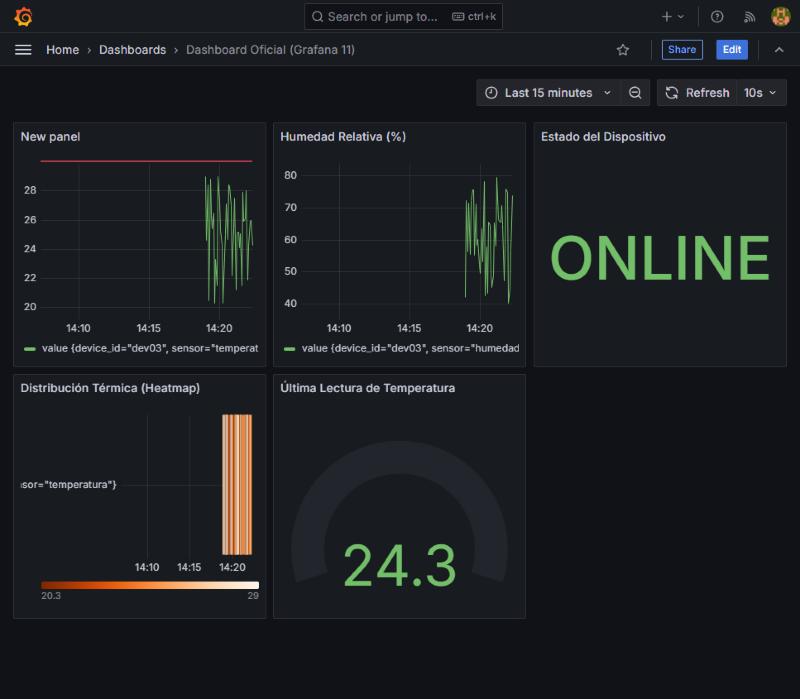 Search or jump to... ctrl+k
Home › Dashboards › Dashboard Oficial (Grafana 11)
Share
Edit
Last 15 minutes
Refresh
10s
New panel
28
26
24
22
20
14:10 14:15 14:20
value {device_id="dev03", sensor="temperat
Humedad Relativa (%)
80
70
60
50
40
14:10 14:15 14:20
value {device_id="dev03", sensor="humedad
Estado del Dispositivo
ONLINE
Distribución Térmica (Heatmap)
sor="temperatura"}
14:10 14:15 14:20
20.3 29
Última Lectura de Temperatura
24.3